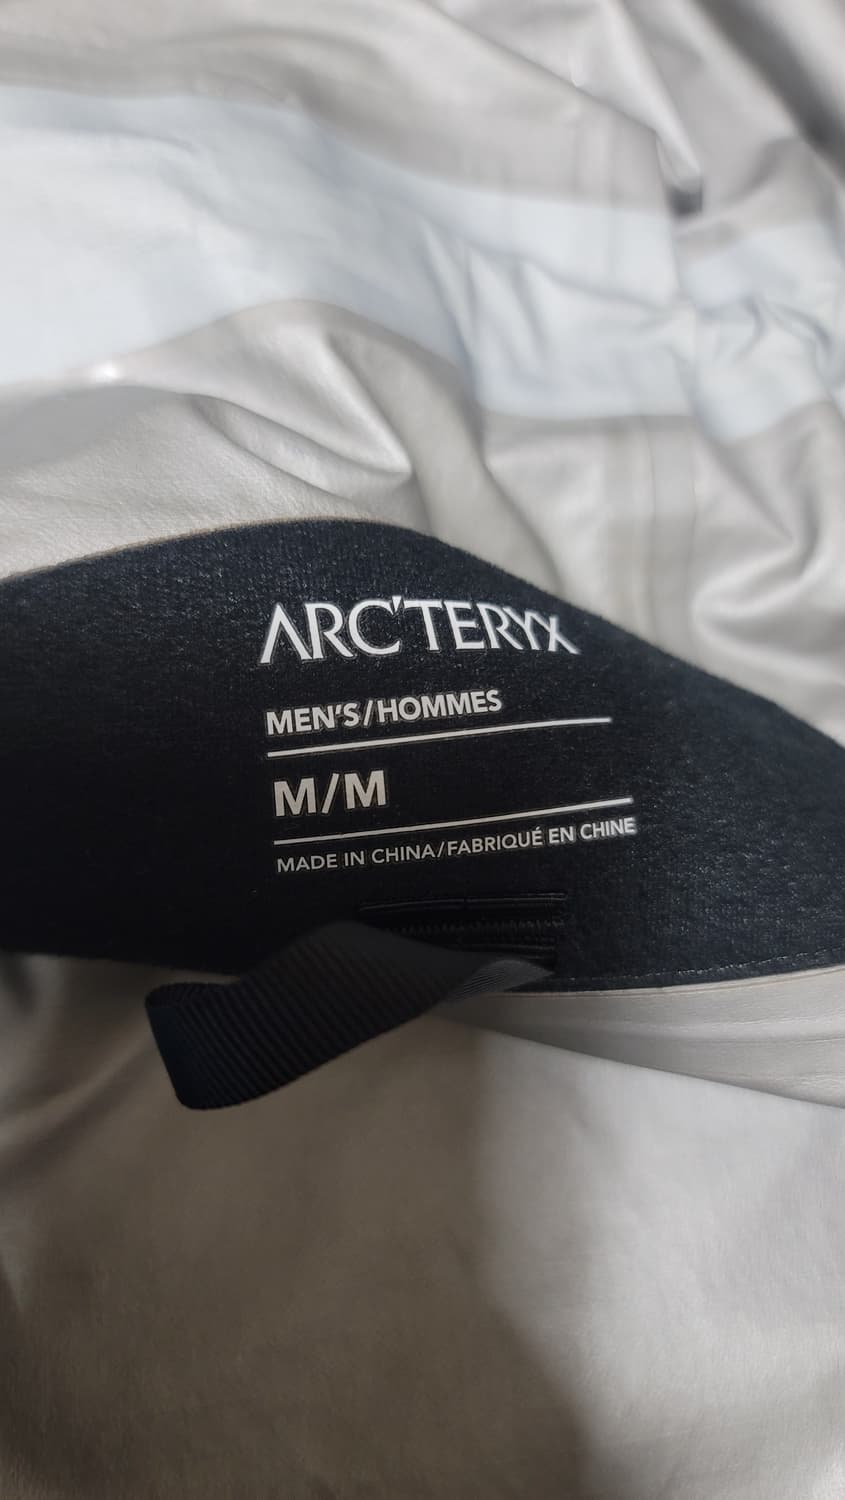 ARC'TERYX
MEN'S/HOMMES
M/M
MADE IN CHINA/FABRIQUÉ EN CHINE